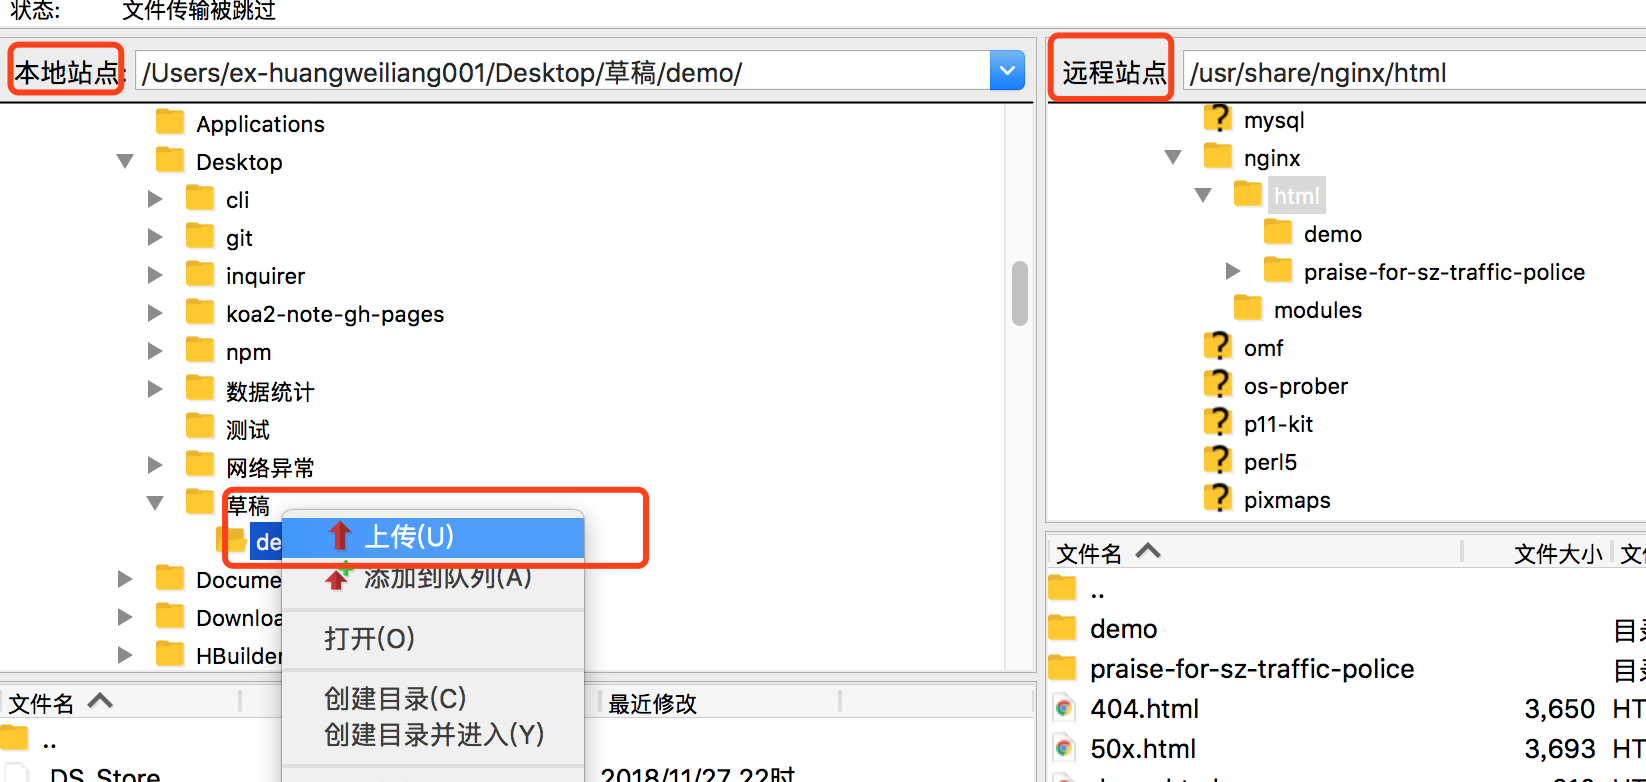 状态: 文件传输被跳过
本地站点: /Users/ex-huangweiliang001/Desktop/草稿/demo/
Applications
Desktop
cli
git
inquirer
koa2-note-gh-pages
npm
数据统计
测试
网络异常
草稿
de
上传(U)
添加到队列(A)
打开(O)
创建目录(C)
创建目录并进入(Y)
Docume
Downloa
HBuilder
文件名 最近修改
..
DS_Store 2018/11/27 22时
远程站点 /usr/share/nginx/html
mysql
nginx
html
demo
praise-for-sz-traffic-police
modules
omf
os-prober
p11-kit
perl5
pixmaps
文件名 文件大小 文
..
demo 目录
praise-for-sz-traffic-police 目录
404.html 3,650 HT
50x.html 3,693 HT